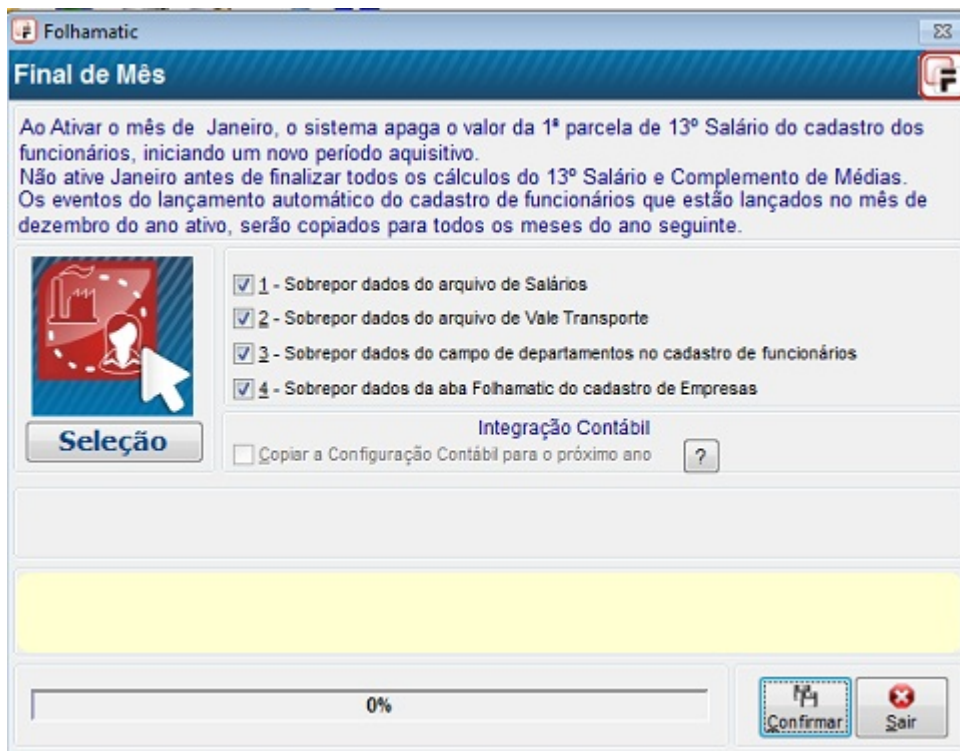 Folhamatic
Final de Mês
Ao Ativar o mês de Janeiro, o sistema apaga o valor da 1ª parcela de 13º Salário do cadastro dos
funcionários, iniciando um novo período aquisitivo.
Não ative Janeiro antes de finalizar todos os cálculos do 13º Salário e Complemento de Médias.
Os eventos do lançamento automático do cadastro de funcionários que estão lançados no mês de
dezembro do ano ativo, serão copiados para todos os meses do ano seguinte.
1 - Sobrepor dados do arquivo de Salários
2 - Sobrepor dados do arquivo de Vale Transporte
3 - Sobrepor dados do campo de departamentos no cadastro de funcionários
4 - Sobrepor dados da aba Folhamatic do cadastro de Empresas
Seleção
Integração Contábil
Copiar a Configuração Contábil para o próximo ano ?
0%
Confirmar
Sair